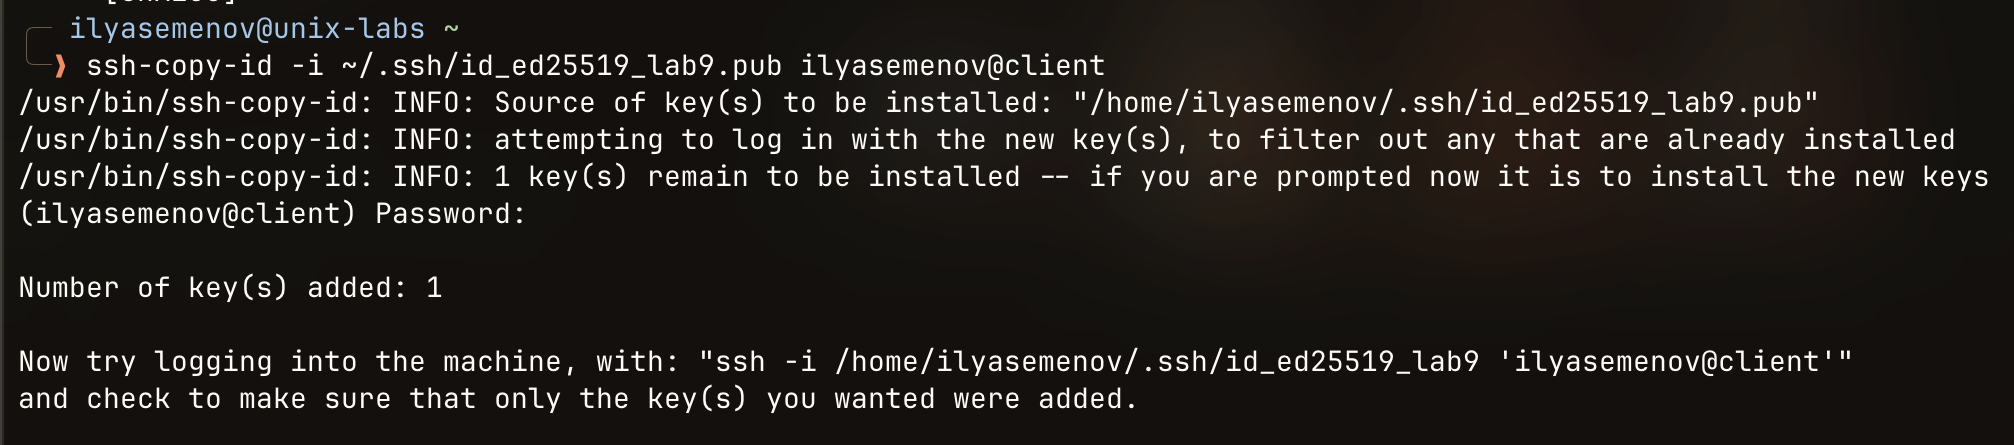 ilyasemenov@unix-labs ~
❯ ssh-copy-id -i ~/.ssh/id_ed25519_lab9.pub ilyasemenov@client
/usr/bin/ssh-copy-id: INFO: Source of key(s) to be installed: "/home/ilyasemenov/.ssh/id_ed25519_lab9.pub"
/usr/bin/ssh-copy-id: INFO: attempting to log in with the new key(s), to filter out any that are already installed
/usr/bin/ssh-copy-id: INFO: 1 key(s) remain to be installed -- if you are prompted now it is to install the new keys
(ilyasemenov@client) Password:
Number of key(s) added: 1
Now try logging into the machine, with: "ssh -i /home/ilyasemenov/.ssh/id_ed25519_lab9 'ilyasemenov@client'"
and check to make sure that only the key(s) you wanted were added.